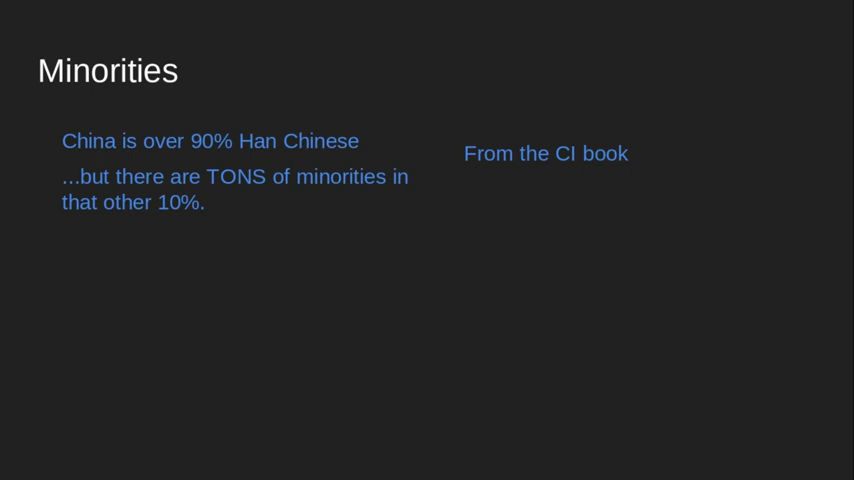 Minorities
China is over 90% Han Chinese
...but there are TONS of minorities in
that other 10%.
From the CI book